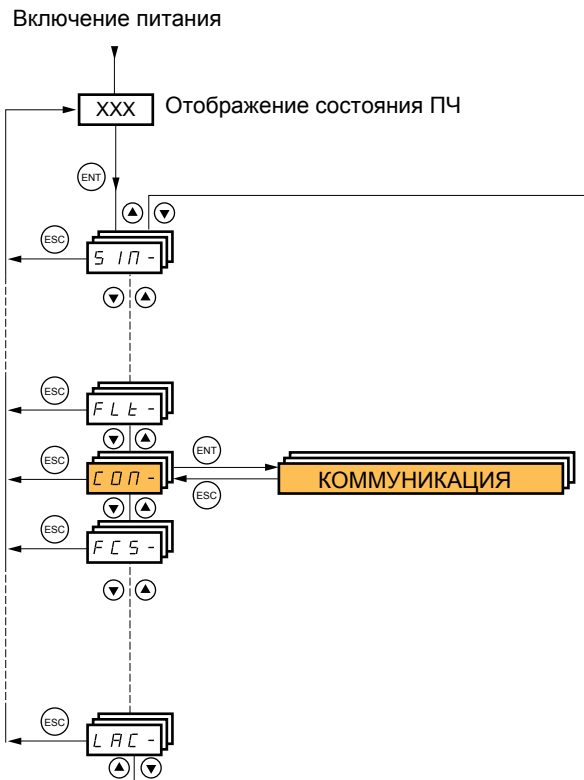 Включение питания
XXX Отображение состояния ПЧ
ENT
ESC
SIM-
ESC
FLt-
ESC
ENT
COM-
КОММУНИКАЦИЯ
ESC
ESC
FCS-
ESC
LAC-